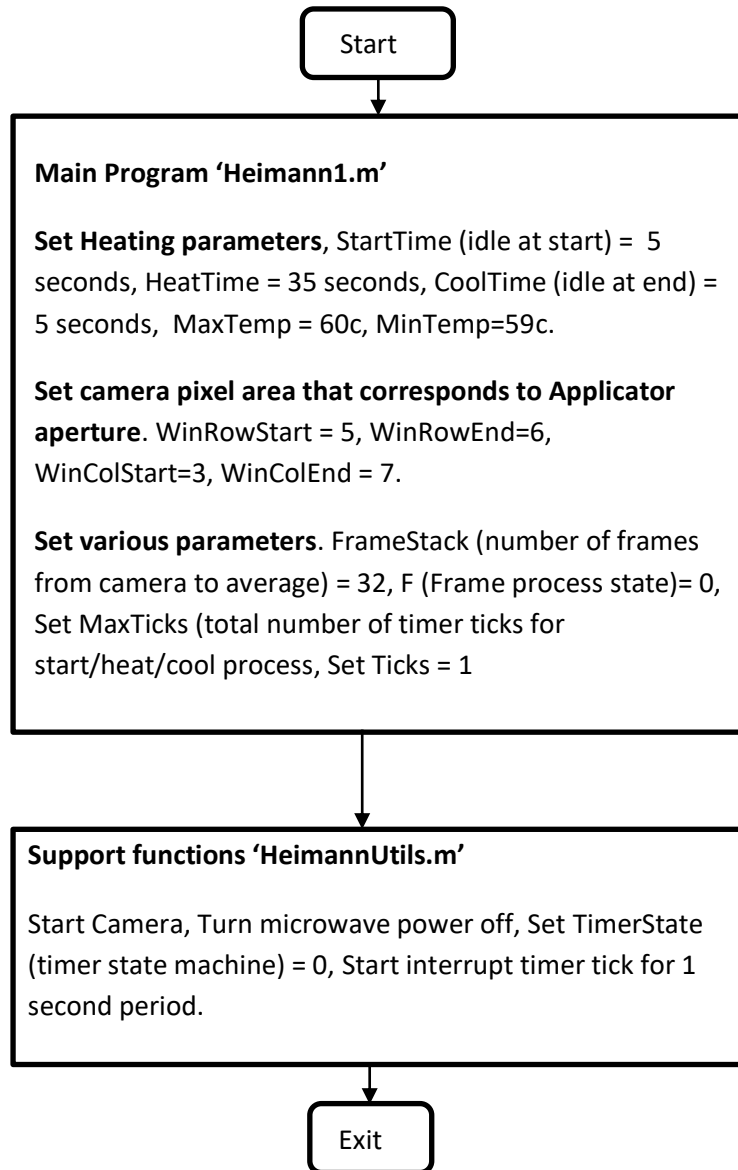 Start
Main Program ‘Heimann1.m’
Set Heating parameters, StartTime (idle at start) =  5
seconds, HeatTime = 35 seconds, CoolTime (idle at end) =
5 seconds,  MaxTemp = 60c, MinTemp=59c.
Set camera pixel area that corresponds to Applicator
aperture. WinRowStart = 5, WinRowEnd=6,
WinColStart=3, WinColEnd = 7.
Set various parameters. FrameStack (number of frames
from camera to average) = 32, F (Frame process state)= 0,
Set MaxTicks (total number of timer ticks for
start/heat/cool process, Set Ticks = 1
Support functions ‘HeimannUtils.m’
Start Camera, Turn microwave power off, Set TimerState
(timer state machine) = 0, Start interrupt timer tick for 1
second period.
Exit